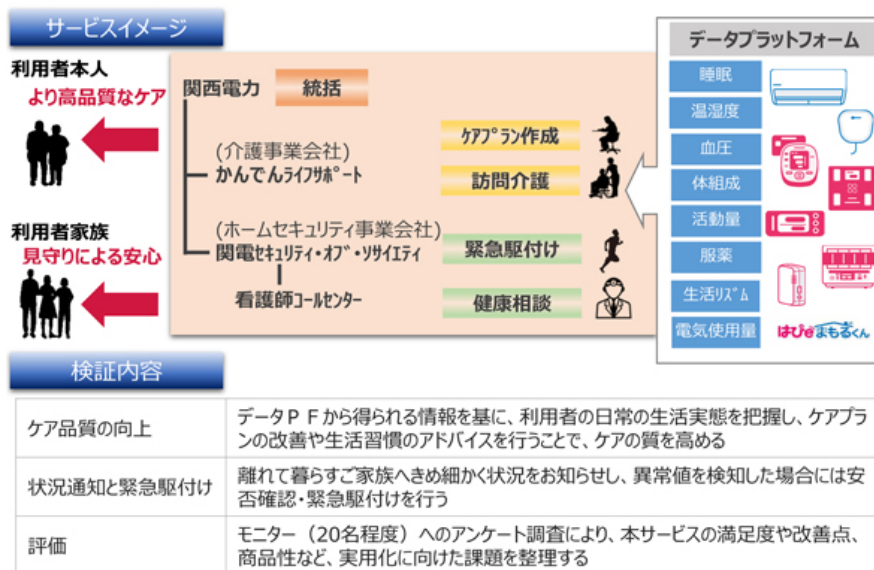 サービスイメージ
利用者本人
より高品質なケア
利用者家族
見守りによる安心
関西電力
統括
(介護事業会社)
かんでんﾗｲﾌｻﾎﾟｰﾄ
ｹｱﾌﾟﾗﾝ作成
訪問介護
(ホームセキュリティ事業会社)
関電ｾｷｭﾘﾃｨ・ｵﾌﾞ・ｿｻｲｴﾃｨ
緊急駆付け
看護師ｺｰﾙｾﾝﾀｰ
健康相談
データプラットフォーム
睡眠
温湿度
血圧
体組成
活動量
服薬
生活ﾘｽﾞﾑ
電気使用量
はぴeまもるくん
検証内容
ケア品質の向上
データＰＦから得られる情報を基に、利用者の日常の生活実態を把握し、ケアプラ
ンの改善や生活習慣のアドバイスを行うことで、ケアの質を高める
状況通知と緊急駆付け
離れて暮らすご家族へきめ細かく状況をお知らせし、異常値を検知した場合には安
否確認・緊急駆付けを行う
評価
モニター（20名程度）へのアンケート調査により、本サービスの満足度や改善点、
商品性など、実用化に向けた課題を整理する